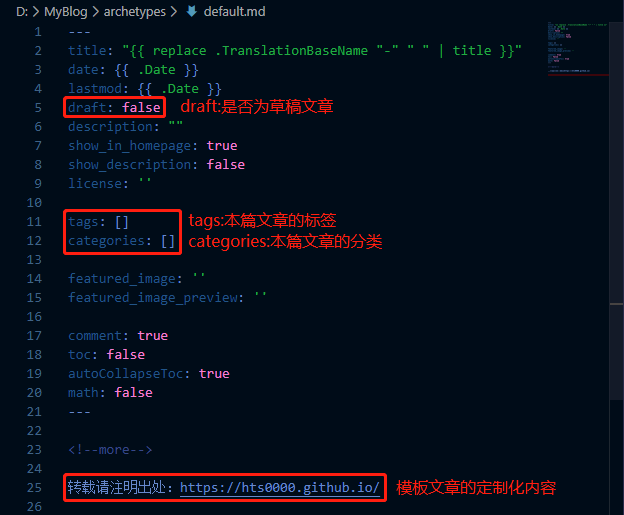 D: > MyBlog > archetypes > default.md
1 ---
2 title: "{{ replace .TranslationBaseName "-" " " | title }}"
3 date: {{ .Date }}
4 lastmod: {{ .Date }}
5 draft: false draft:是否为草稿文章
6 description: ""
7 show_in_homepage: true
8 show_description: false
9 license: ''
10
11 tags: [] tags:本篇文章的标签
12 categories: [] categories:本篇文章的分类
13
14 featured_image: ''
15 featured_image_preview: ''
16
17 comment: true
18 toc: false
19 autoCollapseToc: true
20 math: false
21 ---
22
23 <!--more-->
24
25 转载请注明出处：https://hts0000.github.io/ 模板文章的定制化内容
26